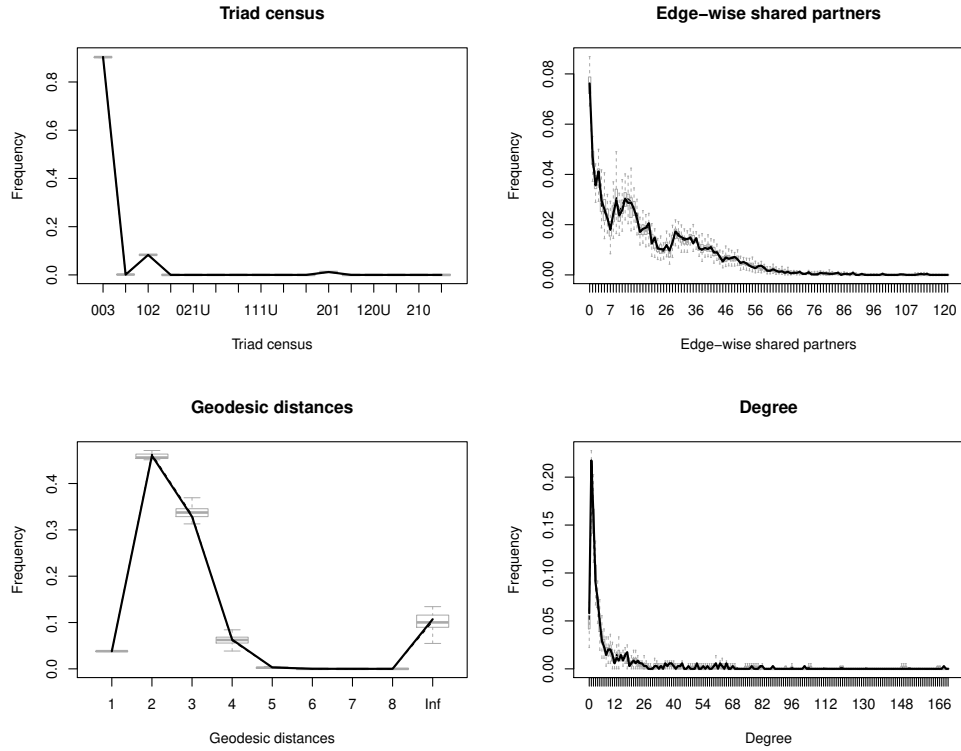 Triad census
Frequency
0.0 0.2 0.4 0.6 0.8
003 102 021U 111U 201 120U 210
Triad census
Edge−wise shared partners
Frequency
0.00 0.02 0.04 0.06 0.08
0 7 16 26 36 46 56 66 76 86 96 107 120
Edge−wise shared partners
Geodesic distances
Frequency
0.0 0.1 0.2 0.3 0.4
1 2 3 4 5 6 7 8 Inf
Geodesic distances
Degree
Frequency
0.00 0.05 0.10 0.15 0.20
0 12 26 40 54 68 82 96 112 130 148 166
Degree